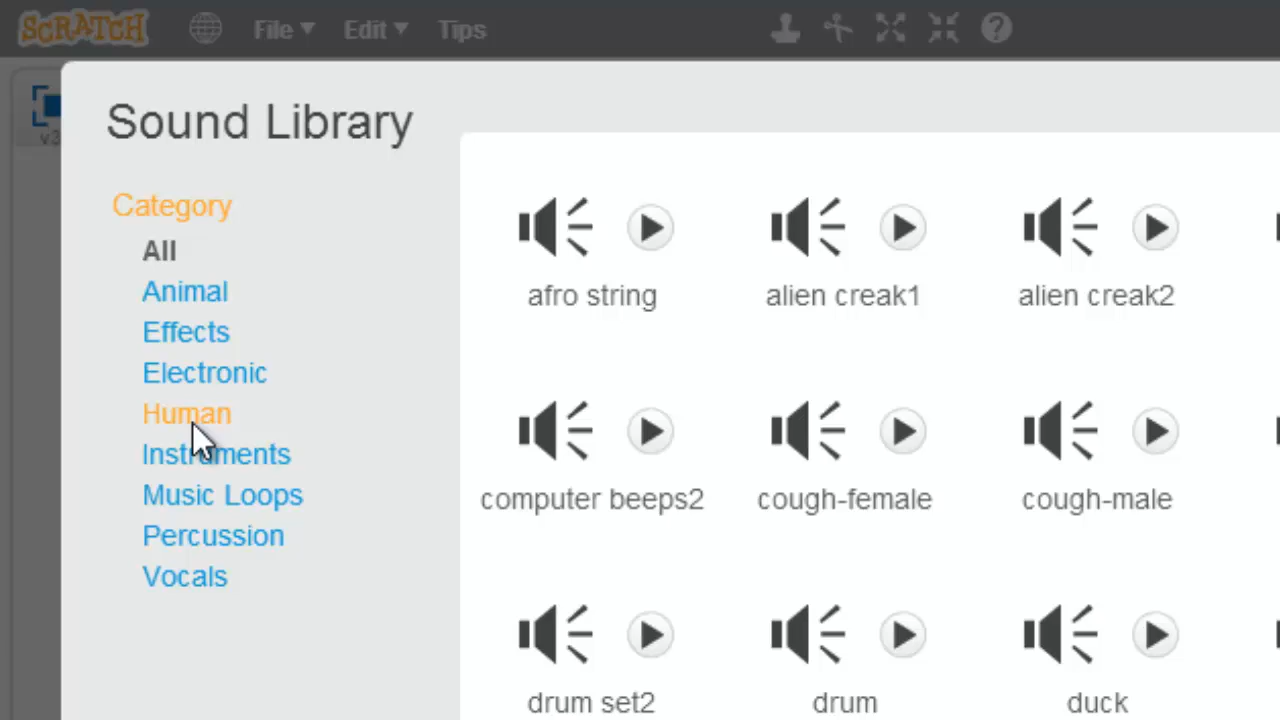 SCRATCH File Edit Tips
v3
Sound Library
Category
All
Animal
Effects
Electronic
Human
Instruments
Music Loops
Percussion
Vocals
afro string alien creak1 alien creak2
computer beeps2 cough-female cough-male
drum set2 drum duck